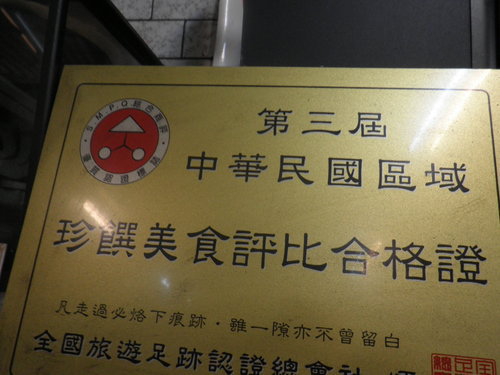 第三屆
中華民國區域
珍饌美食評比合格證
凡走過必烙下痕跡・雖一隙亦不曾留白
全國旅遊足跡認證總會社